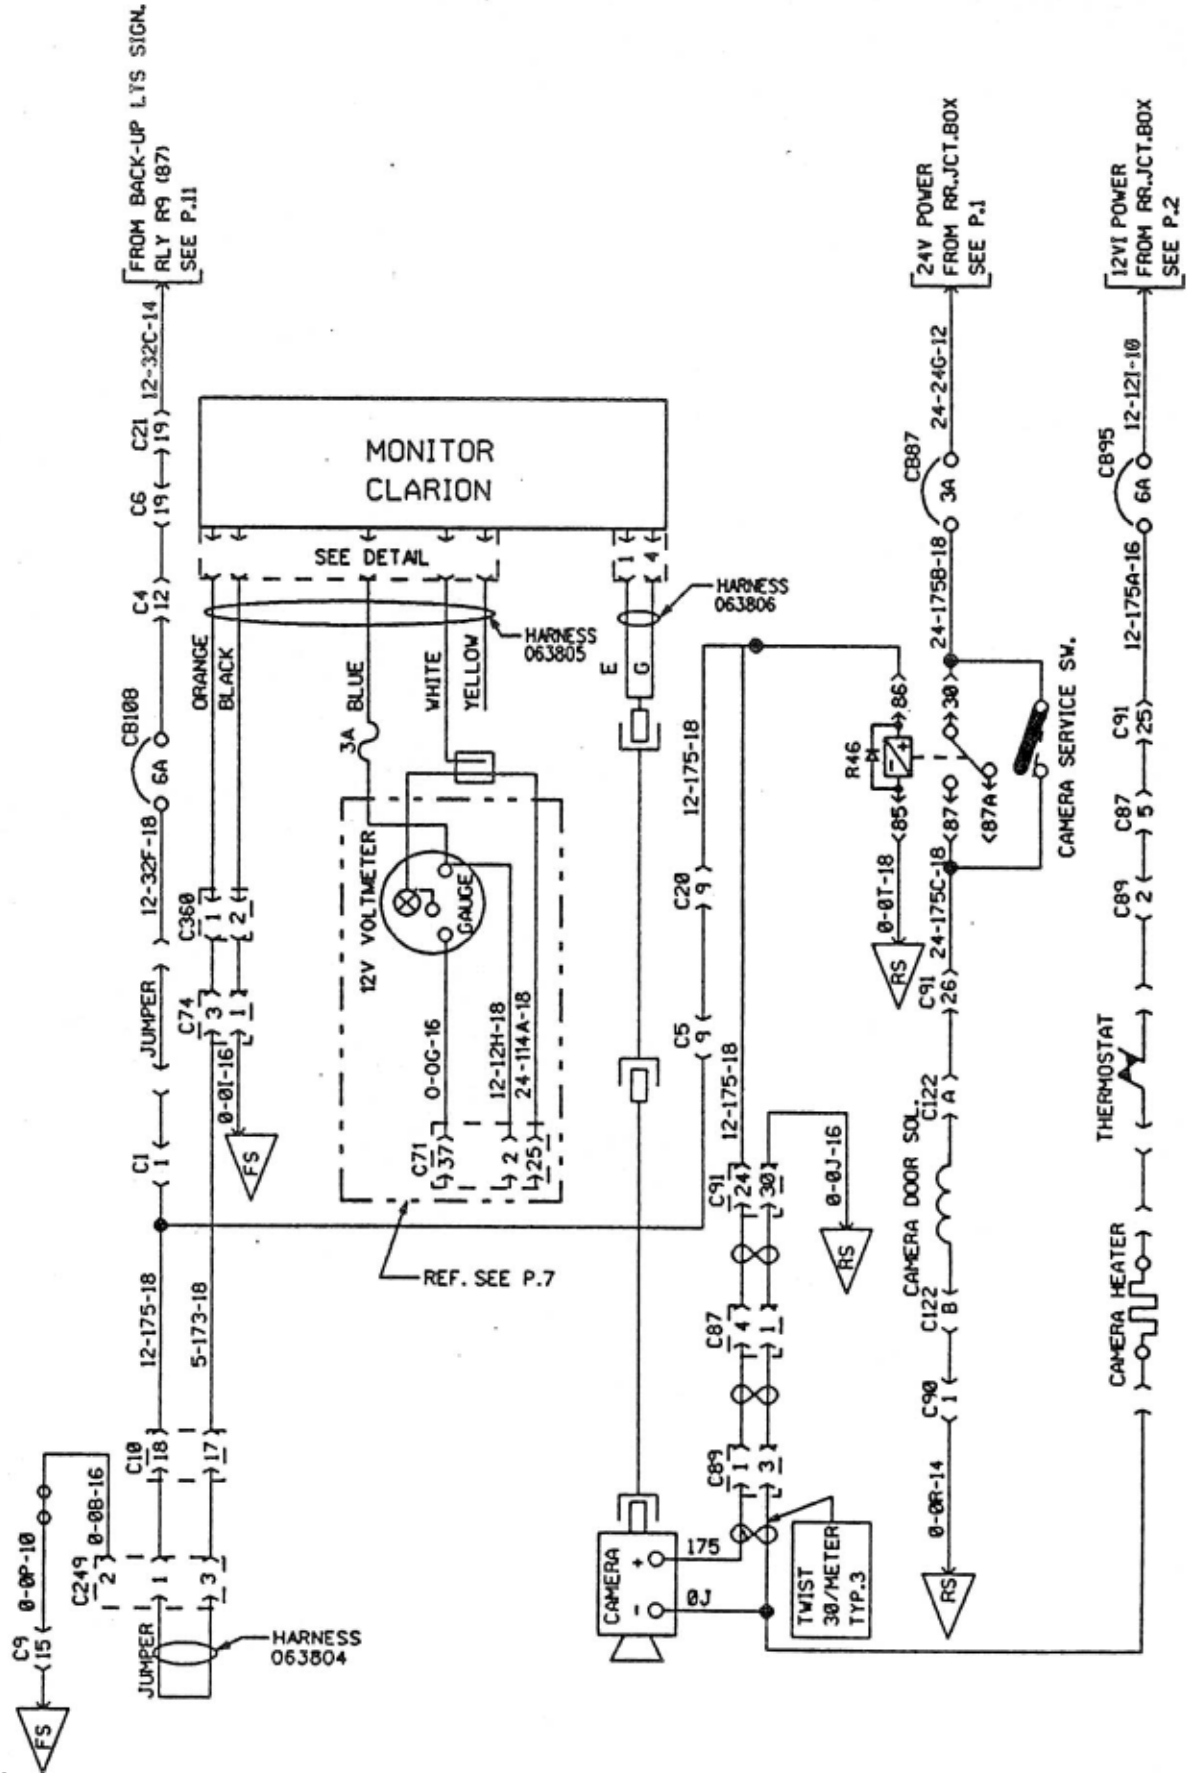 FROM BACK-UP LTS SIGN.
RLY R9 (87)
SEE P.11
12-32C-14
C21
19
C6
19
C4
12
CB108
6A
12-32F-18
JUMPER
C1
1
12-175-18
C10
18
17
5-173-18
C249
2
1
3
0-0B-16
0-0P-10
C9
15
FS
JUMPER
HARNESS
063804
MONITOR
CLARION
SEE DETAIL
ORANGE
BLACK
BLUE
WHITE
YELLOW
HARNESS
063805
C360
1
2
C74
3
1
0-0I-16
FS
3A
12V VOLTMETER
GAUGE
0-0G-16
12-12H-18
24-114A-18
C71
37
2
25
REF. SEE P.7
1
4
HARNESS
063806
E
G
12-175-18
C20
9
C5
9
12-175-18
C91
24
30
0-0J-16
RS
C87
4
1
C89
1
3
TWIST
30/METER
TYP.3
CAMERA
+
-
175
0J
24V POWER
FROM RR.JCT.BOX
SEE P.1
24-24G-12
CB87
3A
24-175B-18
R46
86
85
30
87
87A
- +
0-0T-18
RS
CAMERA SERVICE SW.
24-175C-18
C91
26
C122
A
CAMERA DOOR SOL.
C122
B
C90
1
0-0R-14
RS
12VI POWER
FROM RR.JCT.BOX
SEE P.2
12-12I-10
CB95
6A
12-175A-16
C91
25
C87
5
C89
2
THERMOSTAT
CAMERA HEATER